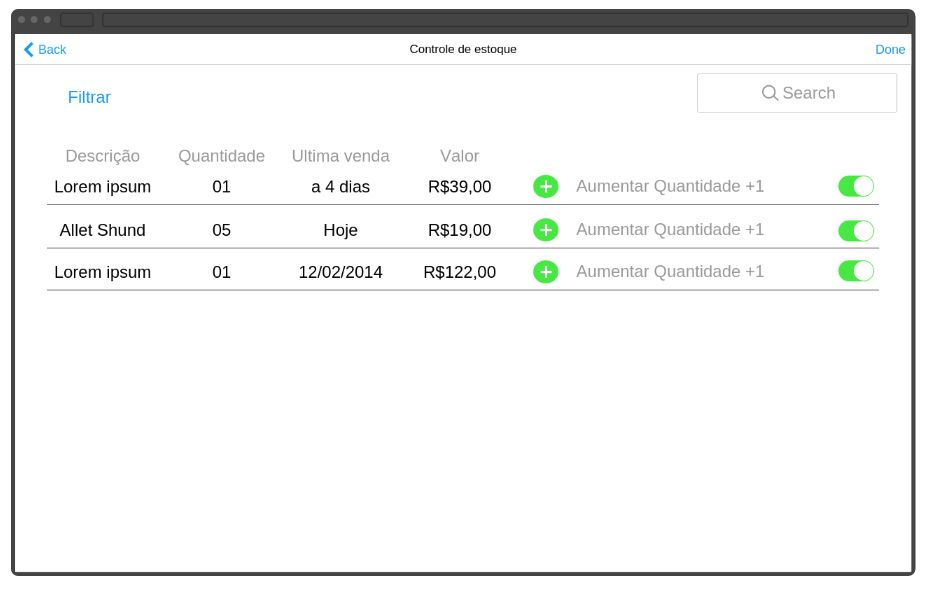 Back Controle de estoque Done
Filtrar Search
Descrição Quantidade Ultima venda Valor
Lorem ipsum 01 a 4 dias R$39,00 Aumentar Quantidade +1
Allet Shund 05 Hoje R$19,00 Aumentar Quantidade +1
Lorem ipsum 01 12/02/2014 R$122,00 Aumentar Quantidade +1